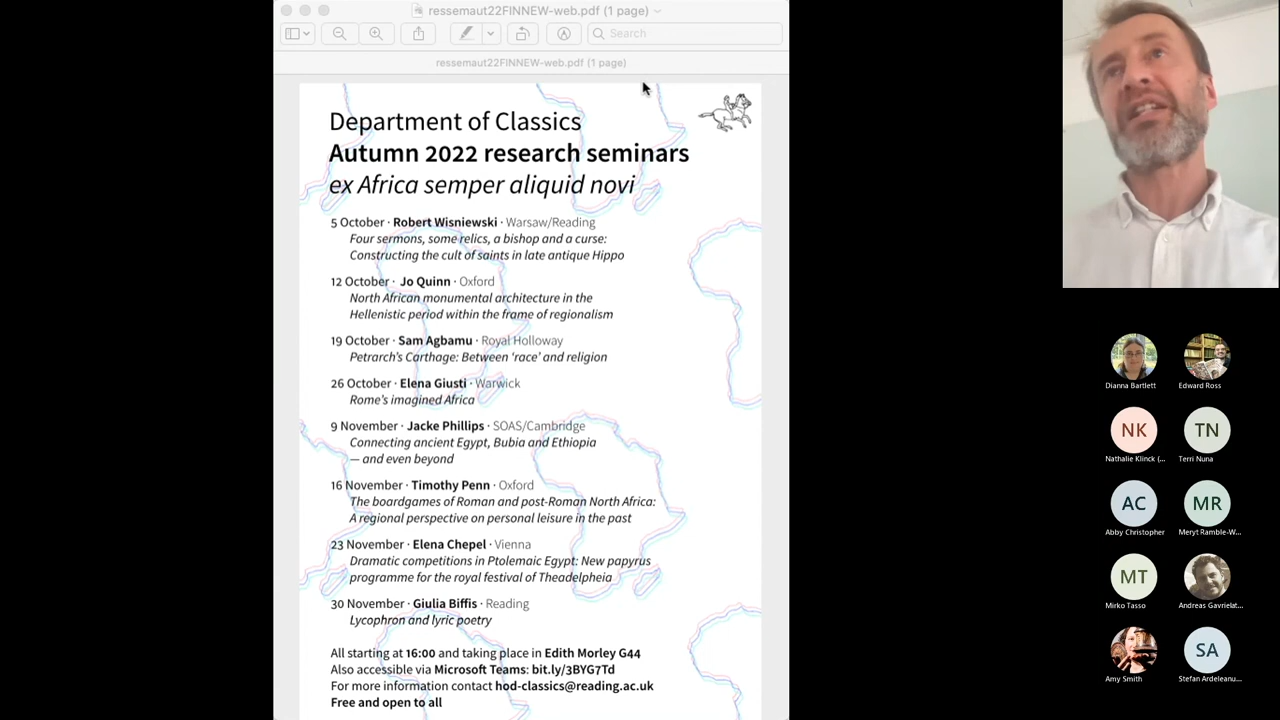 ressemaut22FINNEW-web.pdf (1 page)
Search
ressemaut22FINNEW-web.pdf (1 page)
Department of Classics
Autumn 2022 research seminars
ex Africa semper aliquid novi
5 October · Robert Wisniewski · Warsaw/Reading
Four sermons, some relics, a bishop and a curse:
Constructing the cult of saints in late antique Hippo
12 October · Jo Quinn · Oxford
North African monumental architecture in the
Hellenistic period within the frame of regionalism
19 October · Sam Agbamu · Royal Holloway
Petrarch's Carthage: Between 'race' and religion
26 October · Elena Giusti · Warwick
Rome's imagined Africa
9 November · Jacke Phillips · SOAS/Cambridge
Connecting ancient Egypt, Bubia and Ethiopia
— and even beyond
16 November · Timothy Penn · Oxford
The boardgames of Roman and post-Roman North Africa:
A regional perspective on personal leisure in the past
23 November · Elena Chepel · Vienna
Dramatic competitions in Ptolemaic Egypt: New papyrus
programme for the royal festival of Theadelpheia
30 November · Giulia Biffis · Reading
Lycophron and lyric poetry
All starting at 16:00 and taking place in Edith Morley G44
Also accessible via Microsoft Teams: bit.ly/3BYG7Td
For more information contact hod-classics@reading.ac.uk
Free and open to all
Dianna Bartlett
Edward Ross
NK
TN
Nathalie Klinck (...
Terri Nuna
AC
MR
Abby Christopher
Meryt Ramble-W...
MT
Mirko Tasso
Andreas Gavrielat...
SA
Amy Smith
Stefan Ardeleanu...